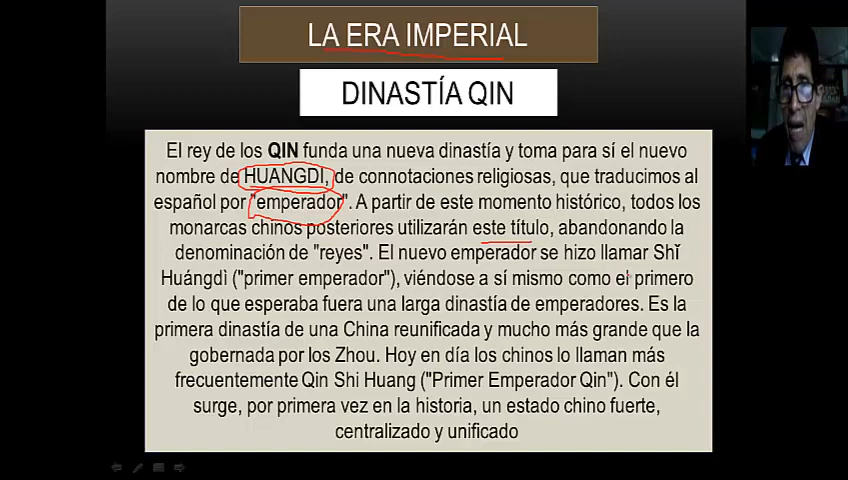 LA ERA IMPERIAL
DINASTÍA QIN
El rey de los QIN funda una nueva dinastía y toma para sí el nuevo
nombre de HUANGDI, de connotaciones religiosas, que traducimos al
español por "emperador". A partir de este momento histórico, todos los
monarcas chinos posteriores utilizarán este título, abandonando la
denominación de "reyes". El nuevo emperador se hizo llamar Shǐ
Huángdì ("primer emperador"), viéndose a sí mismo como el primero
de lo que esperaba fuera una larga dinastía de emperadores. Es la
primera dinastía de una China reunificada y mucho más grande que la
gobernada por los Zhou. Hoy en día los chinos lo llaman más
frecuentemente Qin Shi Huang ("Primer Emperador Qin"). Con él
surge, por primera vez en la historia, un estado chino fuerte,
centralizado y unificado